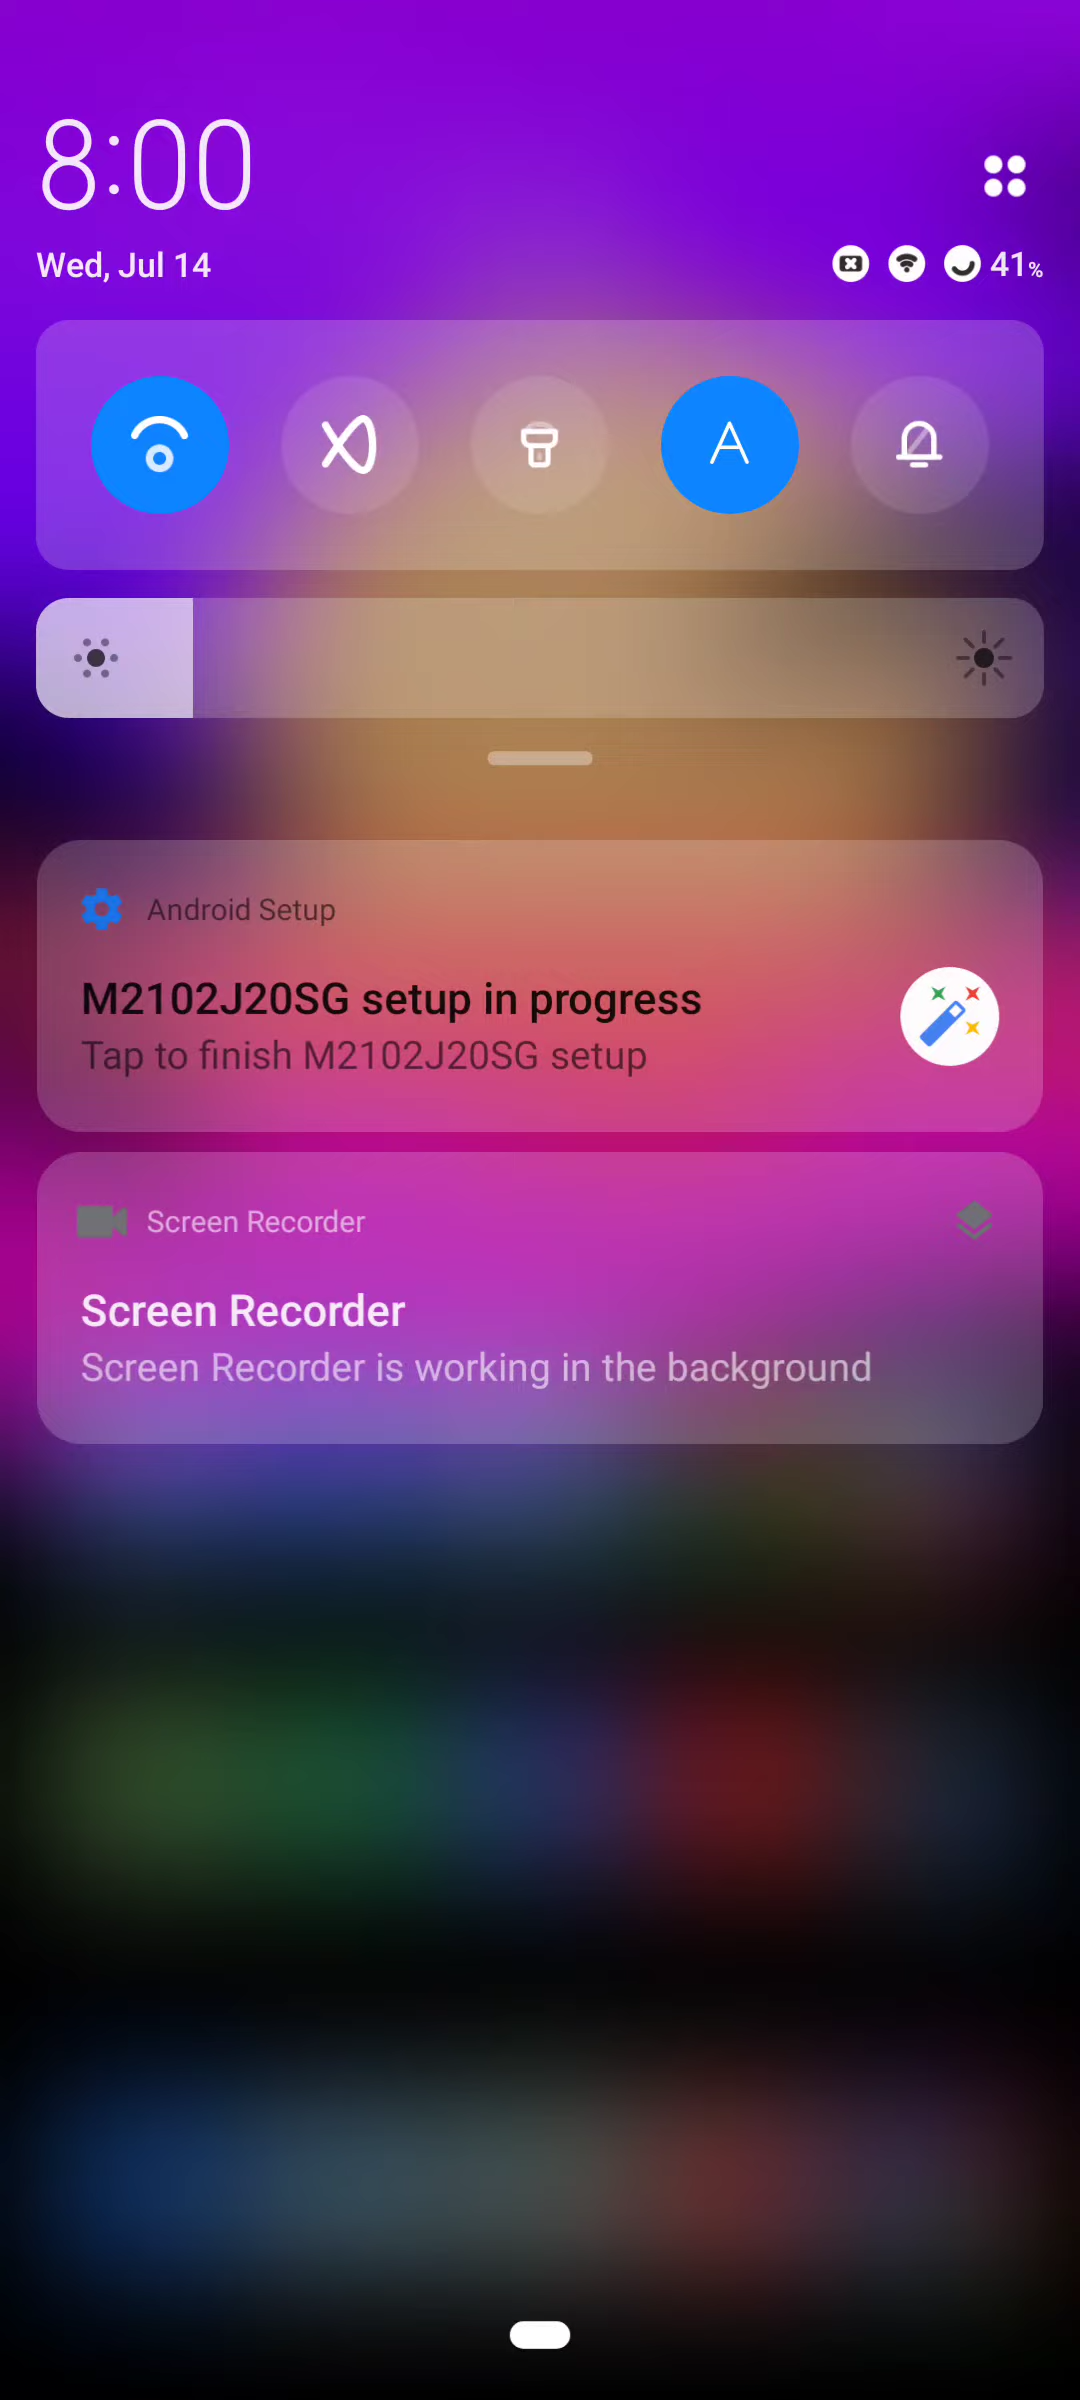 8:00
Wed, Jul 14
41%
A
Android Setup
M2102J20SG setup in progress
Tap to finish M2102J20SG setup
Screen Recorder
Screen Recorder
Screen Recorder is working in the background